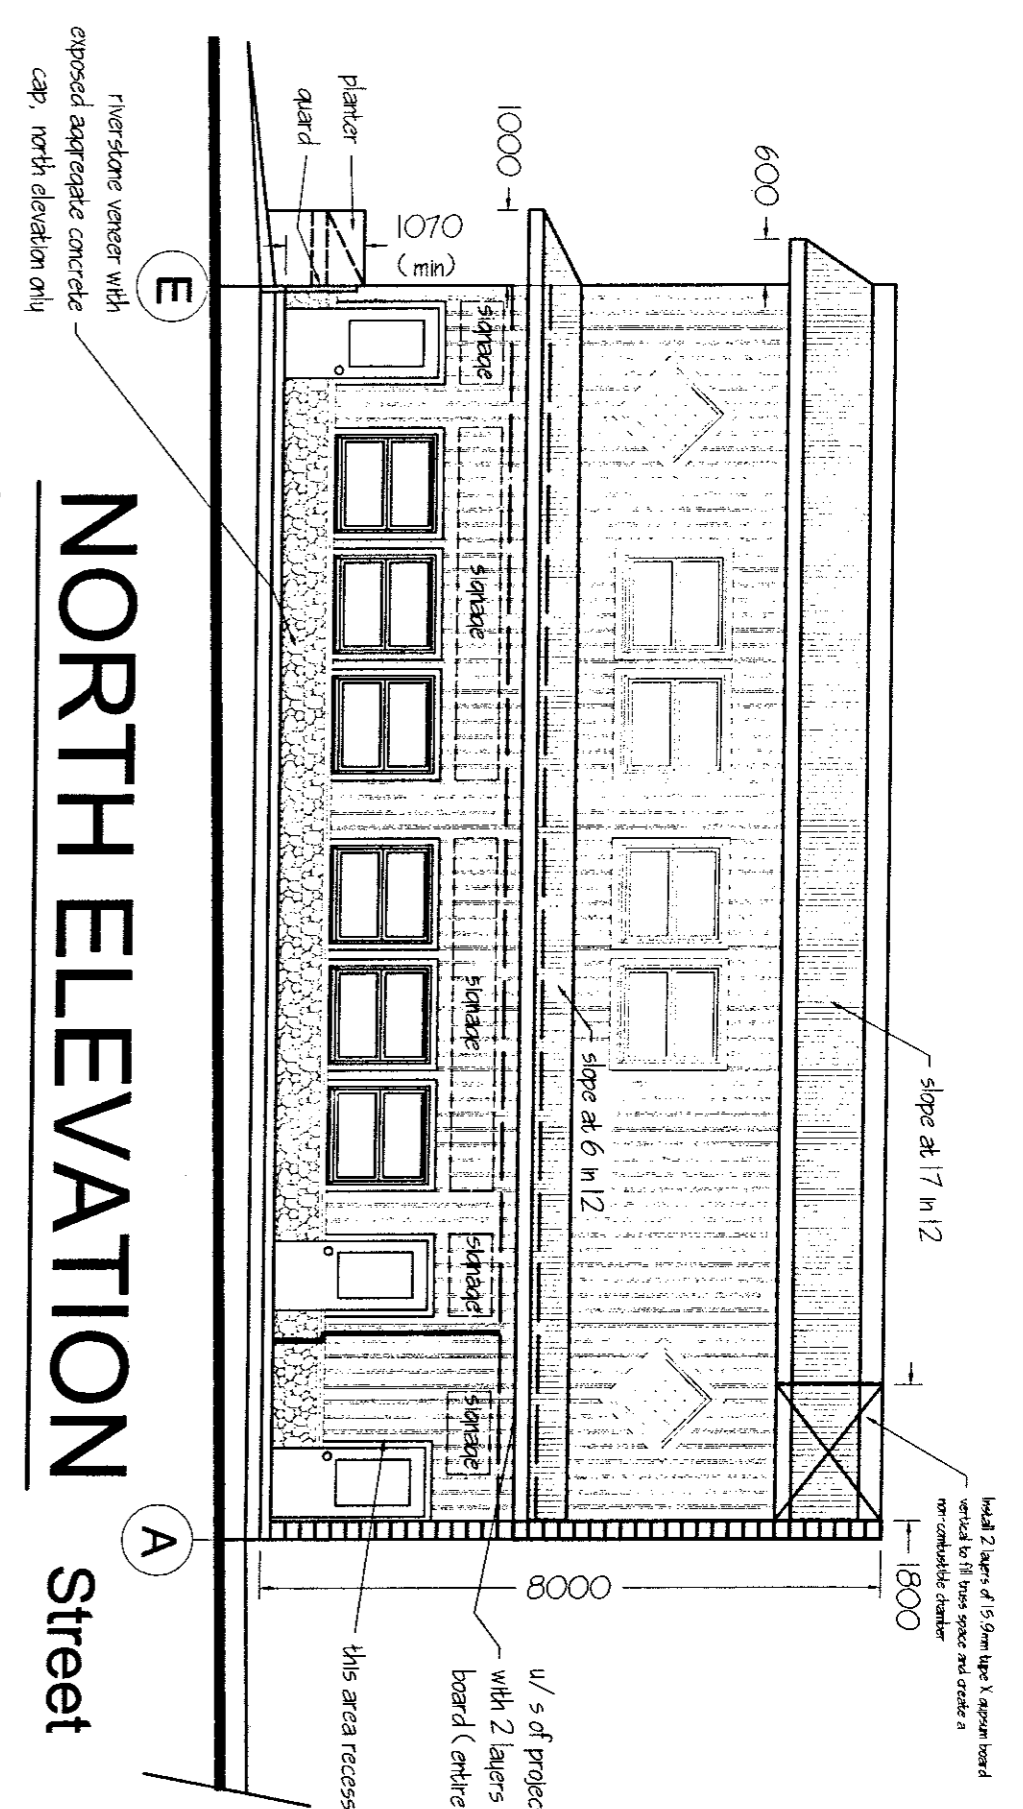 Install 2 layers of 15.9mm type X gypsum board
vertical to fill truss space and create a
non-combustible chamber
1800
slope at 17 in 12
600
1000
slope at 6 in 12
8000
u/s of projec
with 2 layers
board (entire
this area recess
planter
guard
1070
(min)
signage
signage
signage
signage
signage
riverstone veneer with
exposed aggregate concrete
cap, north elevation only
E
A
NORTH ELEVATION
Street